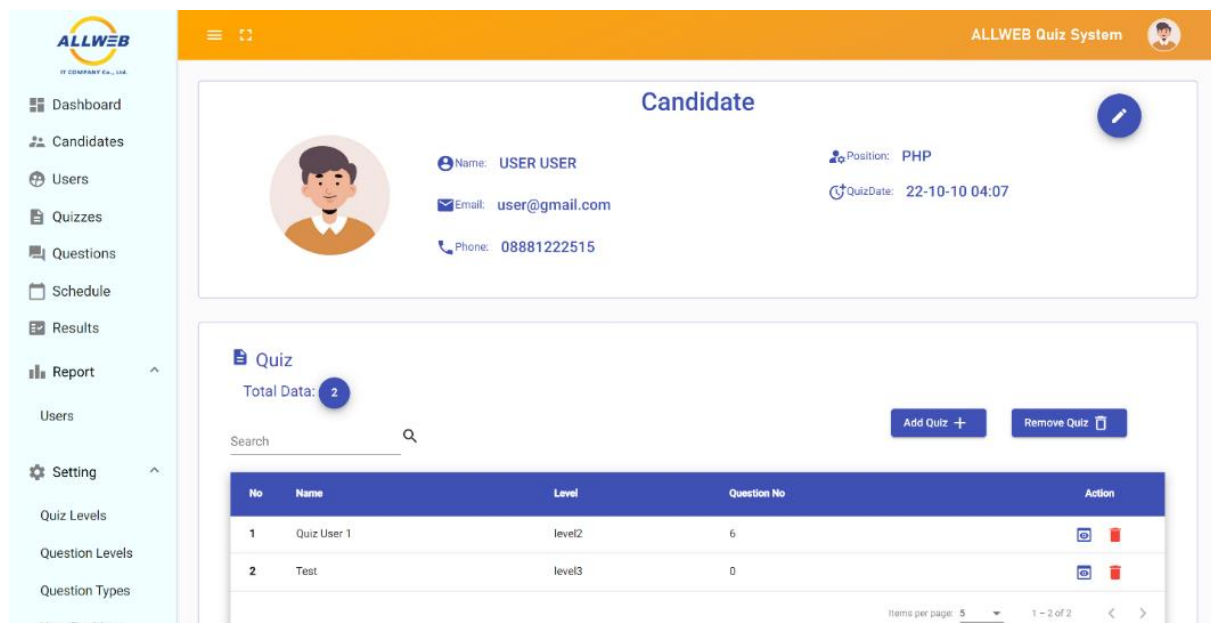 ALLWEB
IT COMPANY Co., Ltd.
ALLWEB Quiz System
Dashboard
Candidates
Users
Quizzes
Questions
Schedule
Results
Report
Users
Setting
Quiz Levels
Question Levels
Question Types
Candidate
Name: USER USER
Email: user@gmail.com
Phone: 08881222515
Position: PHP
QuizDate: 22-10-10 04:07
Quiz
Total Data: 2
Search
Add Quiz
Remove Quiz
No Name Level Question No Action
1 Quiz User 1 level2 6
2 Test level3 0
Items per page: 5 1 – 2 of 2